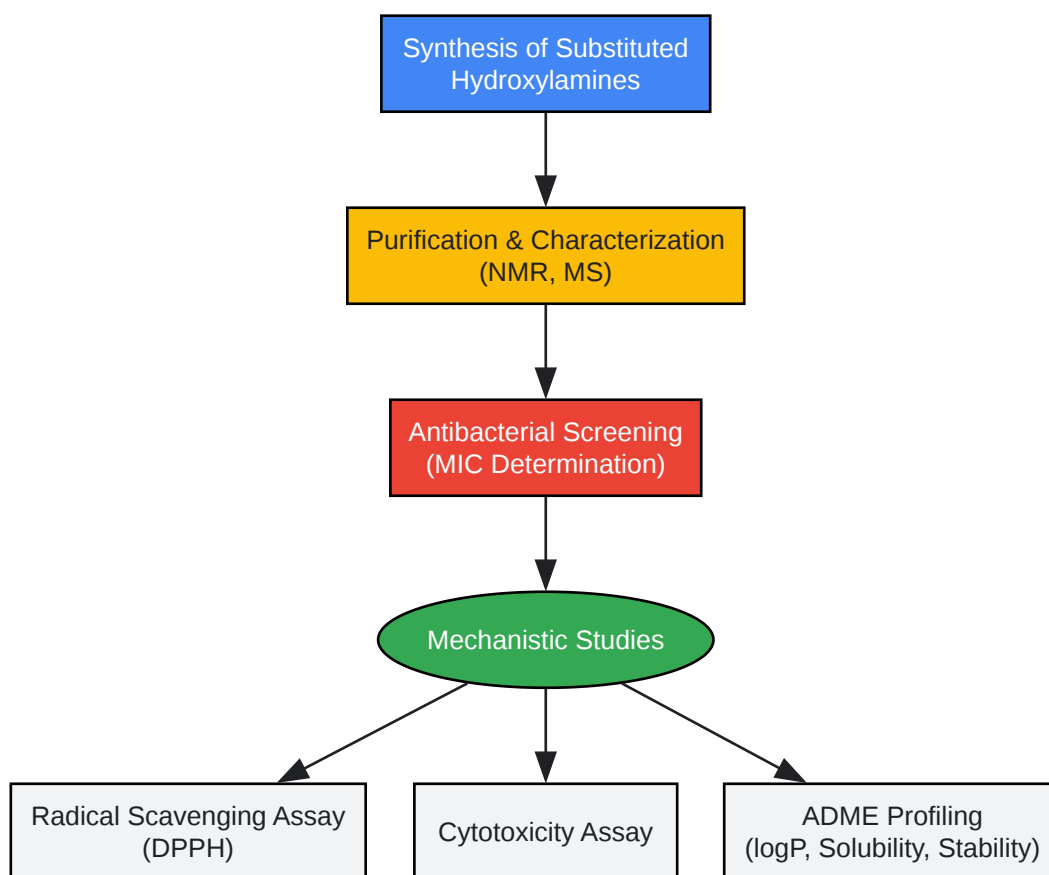 Synthesis of Substituted
Hydroxylamines
Purification & Characterization
(NMR, MS)
Antibacterial Screening
(MIC Determination)
Mechanistic Studies
Radical Scavenging Assay
(DPPH)
Cytotoxicity Assay
ADME Profiling
(logP, Solubility, Stability)